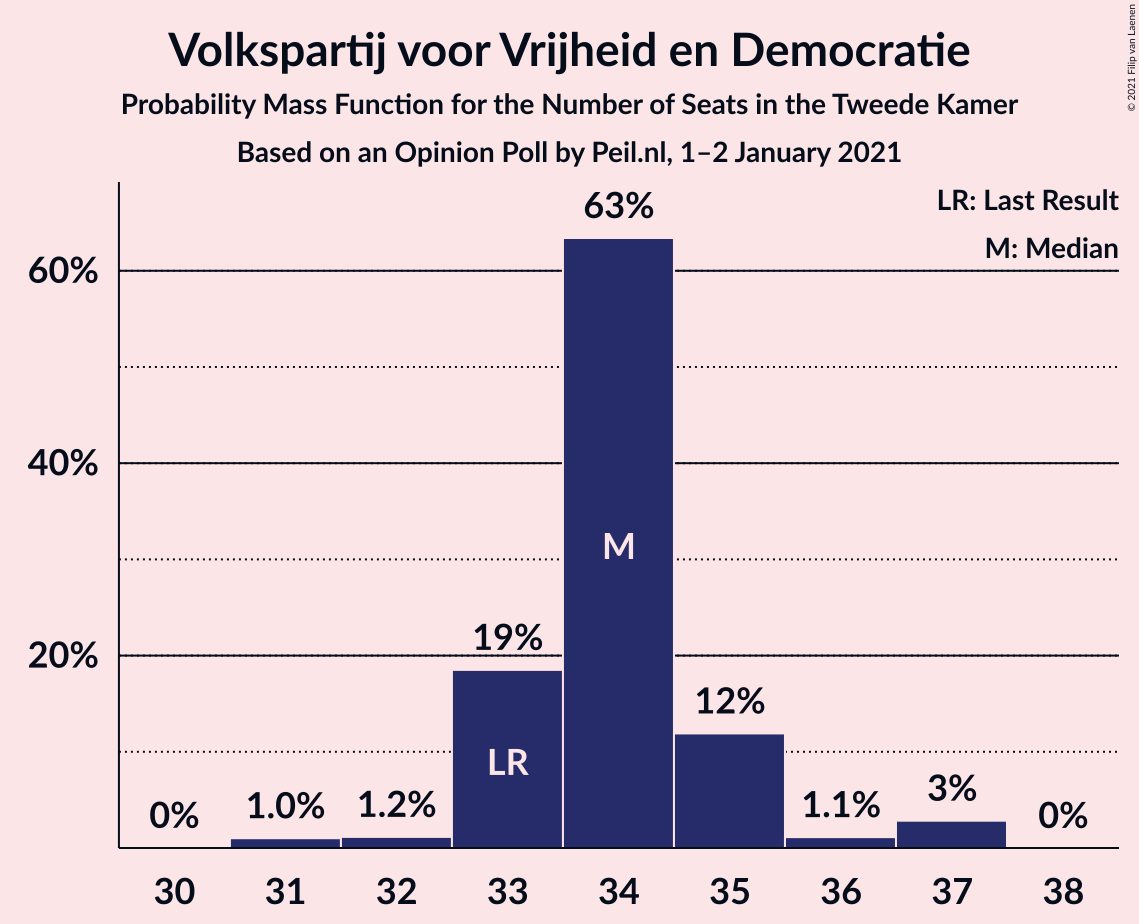 Volkspartij voor Vrijheid en Democratie
Probability Mass Function for the Number of Seats in the Tweede Kamer
Based on an Opinion Poll by Peil.nl, 1–2 January 2021
© 2021 Filip van Laenen
LR: Last Result
M: Median
60%
40%
20%
0%
1.0%
1.2%
19%
63%
12%
1.1%
3%
0%
LR
M
30 31 32 33 34 35 36 37 38